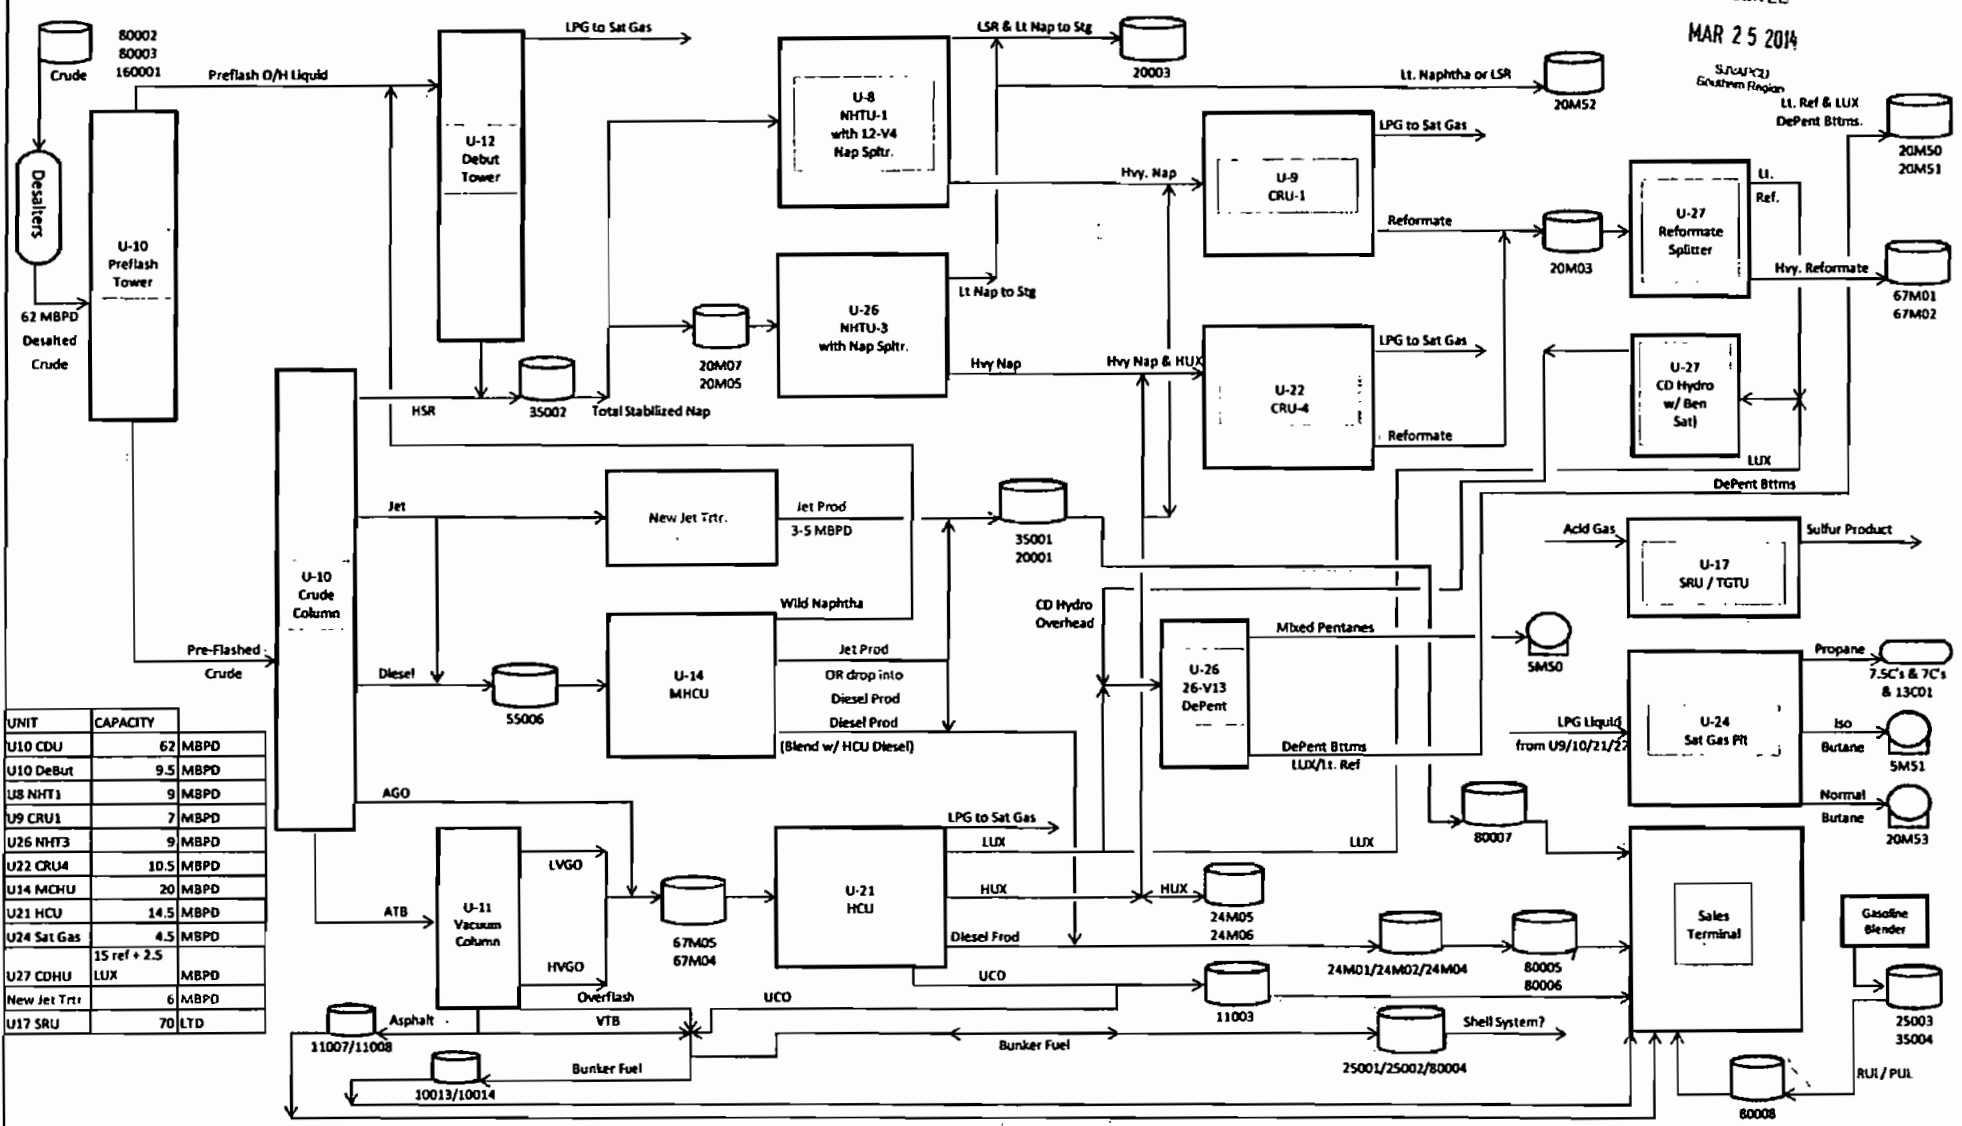 MAR 25 2014
SJVAPCD
Southern Region
80002
80003
160001
Crude
Desalters
62 MBPD
Desalted
Crude
U-10
Preflash
Tower
Preflash O/H Liquid
Pre-Flashed
Crude
U-12
Debut
Tower
LPG to Sat Gas
U-10
Crude
Column
HSR
35002
Total Stabilized Nap
Jet
Diesel
AGO
ATB
U-8
NHTU-1
with 12-V4
Nap Spltr.
LSR & Lt Nap to Stg
20003
Lt. Naphtha or LSR
20M52
Hvy. Nap
20M07
20M05
U-26
NHTU-3
with Nap Spltr.
Lt Nap to Stg
Hvy Nap
Hvy Nap & HUX
U-9
CRU-1
LPG to Sat Gas
Reformate
U-22
CRU-4
LPG to Sat Gas
Reformate
20M03
U-27
Reformate
Splitter
Lt.
Ref.
Hvy. Reformate
Lt. Ref & LUX
DePent Bttms.
20M50
20M51
67M01
67M02
U-27
CD Hydro
w/ Ben
Sat)
LUX
DePent Bttms
New Jet Trtr.
Jet Prod
3-5 MBPD
35001
20001
Wild Naphtha
55006
U-14
MHCU
Jet Prod
OR drop into
Diesel Prod
Diesel Prod
(Blend w/ HCU Diesel)
CD Hydro
Overhead
U-26
26-V13
DePent
Mixed Pentanes
5M50
DePent Bttms
LUX/Lt. Ref
Acid Gas
U-17
SRU / TGTU
Sulfur Product
LPG Liquid
from U9/10/21/22
U-24
Sat Gas Plt
Propane
7.5C's & 7C's
& 13C01
Iso
Butane
5M51
Normal
Butane
20M53
80007
U-11
Vacuum
Column
LVGO
HVGO
Overflash
67M05
67M04
U-21
HCU
LPG to Sat Gas
LUX
LUX
HUX
HUX
24M05
24M06
Diesel Prod
24M01/24M02/24M04
80005
80006
UCO
UCO
11003
Sales
Terminal
Gasoline
Blender
25003
35004
RUL / PUL
80008
Asphalt
VTB
11007/11008
Bunker Fuel
10013/10014
Bunker Fuel
25001/25002/80004
Shell System?
UNIT CAPACITY
U10 CDU 62 MBPD
U10 DeBut 9.5 MBPD
U8 NHT1 9 MBPD
U9 CRU1 7 MBPD
U26 NHT3 9 MBPD
U22 CRU4 10.5 MBPD
U14 MCHU 20 MBPD
U21 HCU 14.5 MBPD
U24 Sat Gas 4.5 MBPD
15 ref + 2.5
U27 CDHU LUX MBPD
New Jet Trtr 6 MBPD
U17 SRU 70 LTD